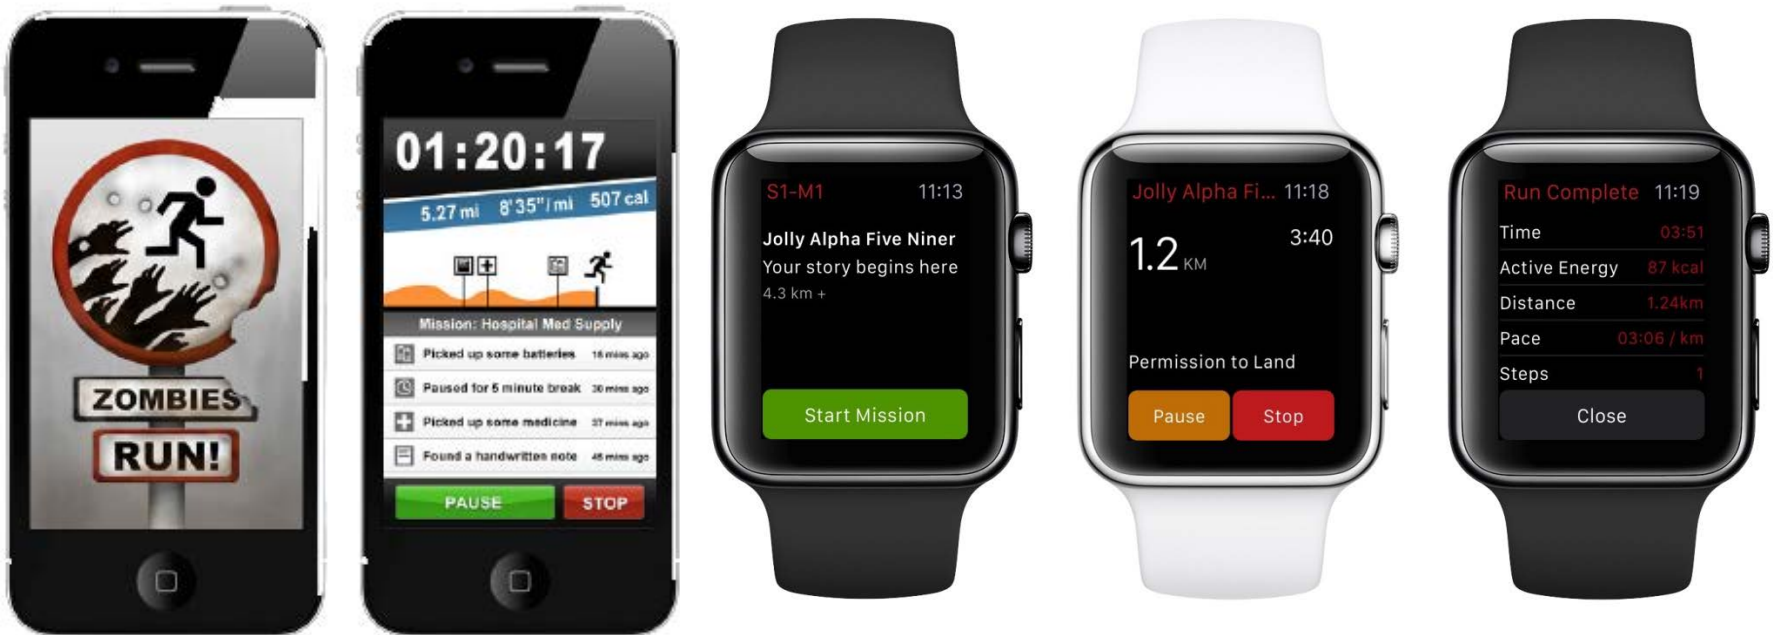 ZOMBIES
RUN!
01:20:17
5.27 mi 8'35"/mi 507 cal
Mission: Hospital Med Supply
Picked up some batteries 15 mins ago
Paused for 5 minute break 30 mins ago
Picked up some medicine 37 mins ago
Found a handwritten note 45 mins ago
PAUSE STOP
S1-M1 11:13
Jolly Alpha Five Niner
Your story begins here
4.3 km +
Start Mission
Jolly Alpha Fi... 11:18
1.2 KM 3:40
Permission to Land
Pause Stop
Run Complete 11:19
Time 03:51
Active Energy 87 kcal
Distance 1.24km
Pace 03:06 / km
Steps 1
Close